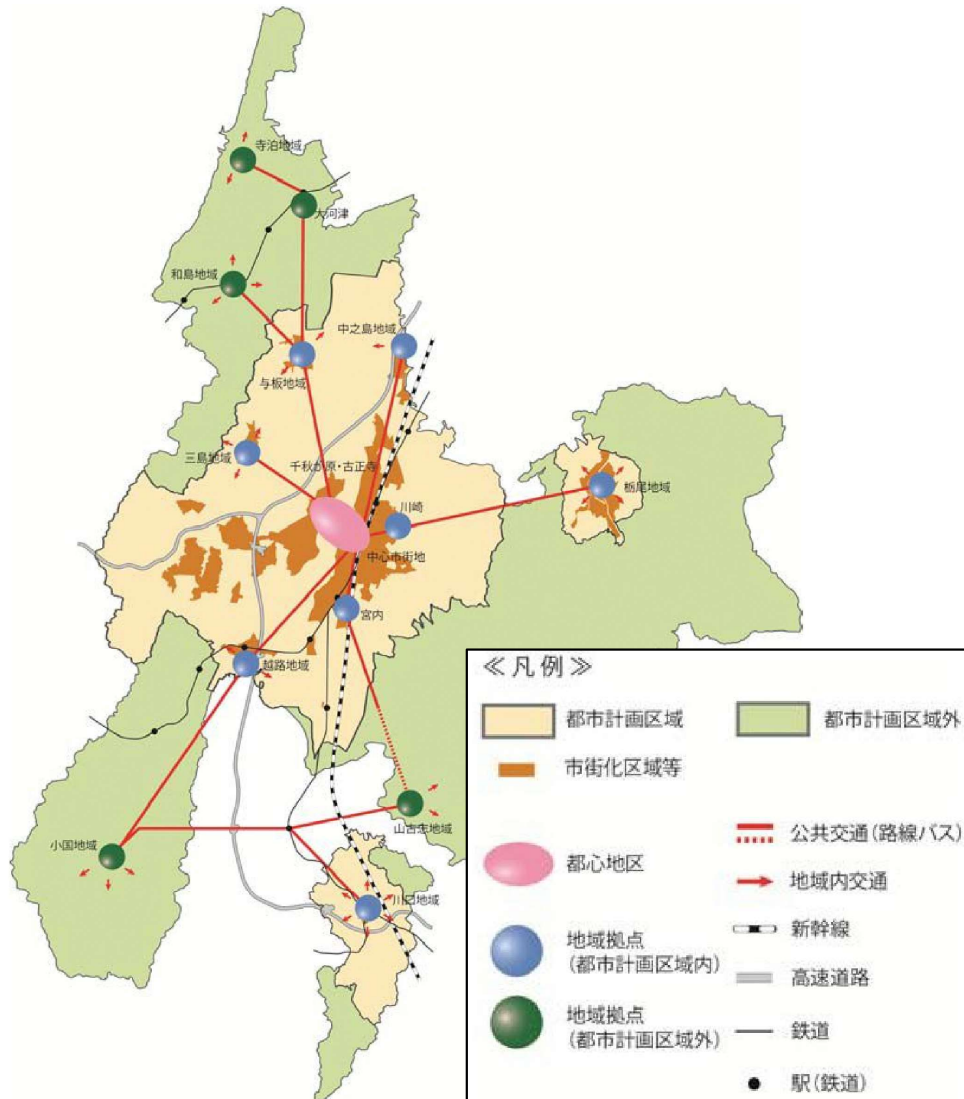 寺泊地域
大河津
和島地域
中之島地域
与板地域
三島地域
千秋が原・古正寺
栃尾地域
川崎
中心市街地
宮内
越路地域
山古志地域
小国地域
川口地域
≪凡例≫
都市計画区域
都市計画区域外
市街化区域等
都心地区
地域拠点
(都市計画区域内)
地域拠点
(都市計画区域外)
公共交通(路線バス)
地域内交通
新幹線
高速道路
鉄道
駅(鉄道)